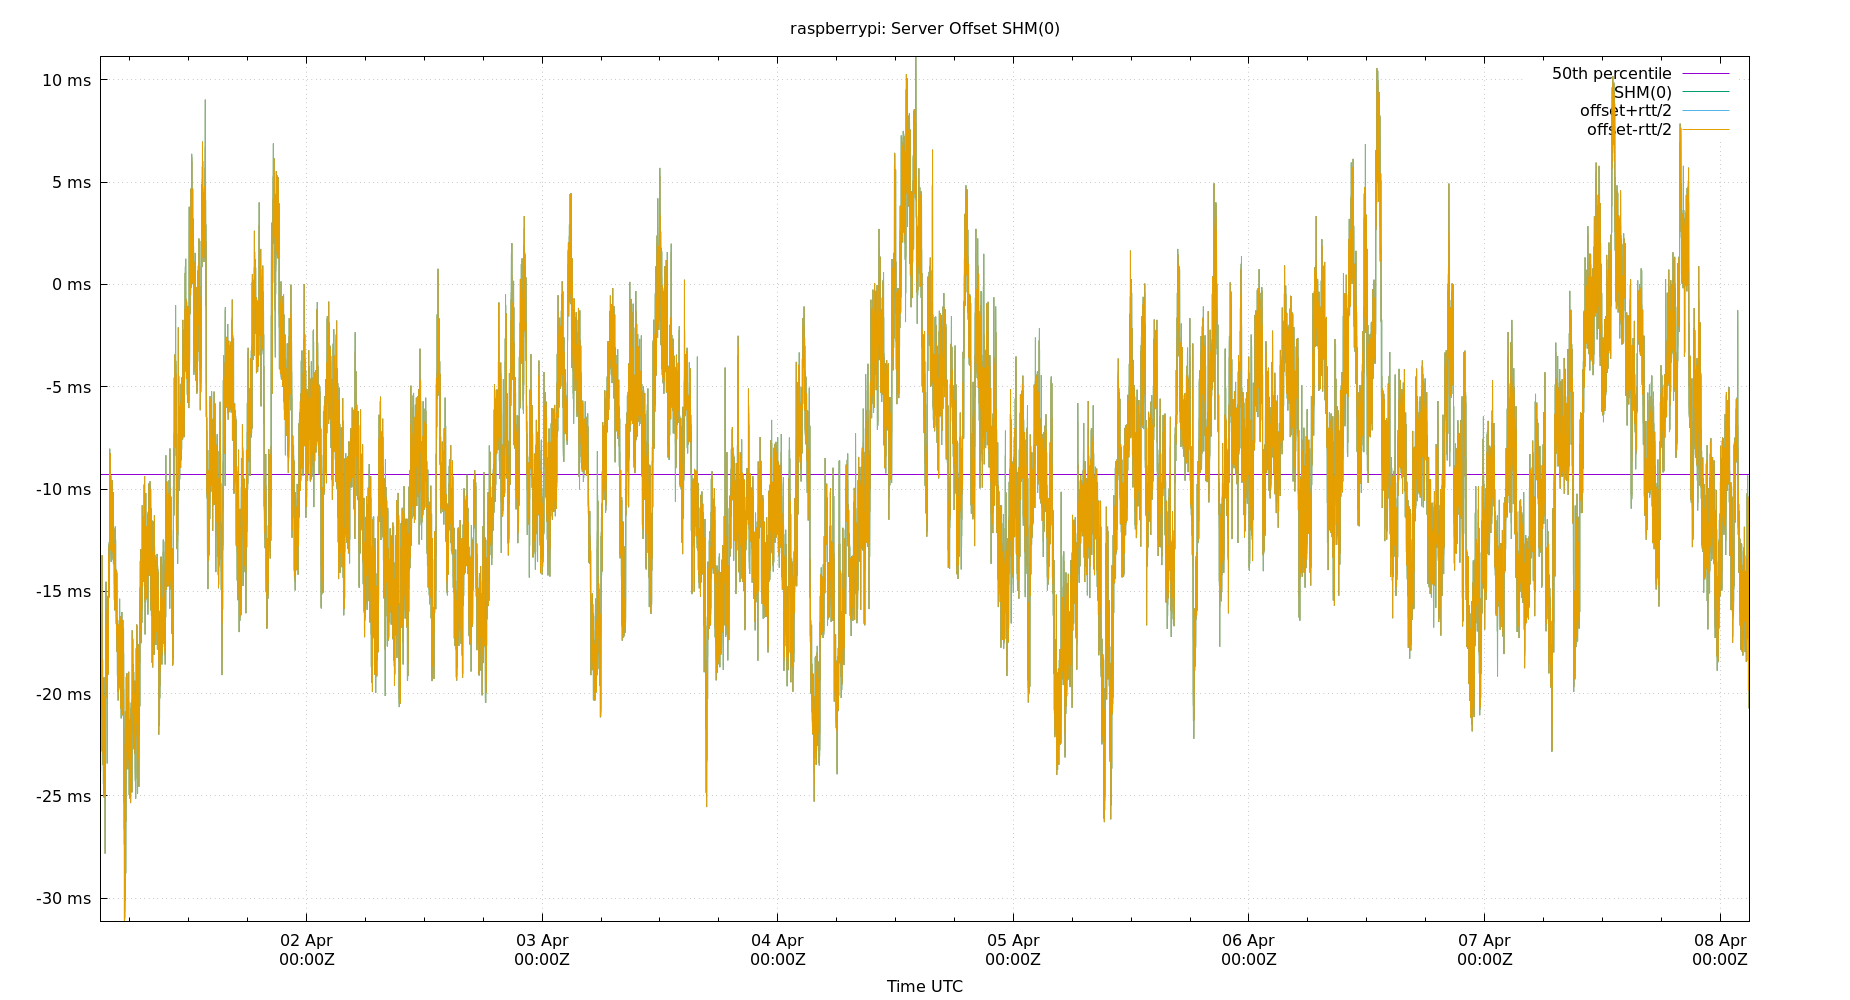 raspberrypi: Server Offset SHM(0)
10 ms
5 ms
0 ms
-5 ms
-10 ms
-15 ms
-20 ms
-25 ms
-30 ms
50th percentile
SHM(0)
offset+rtt/2
offset-rtt/2
02 Apr
00:00Z
03 Apr
00:00Z
04 Apr
00:00Z
05 Apr
00:00Z
06 Apr
00:00Z
07 Apr
00:00Z
08 Apr
00:00Z
Time UTC